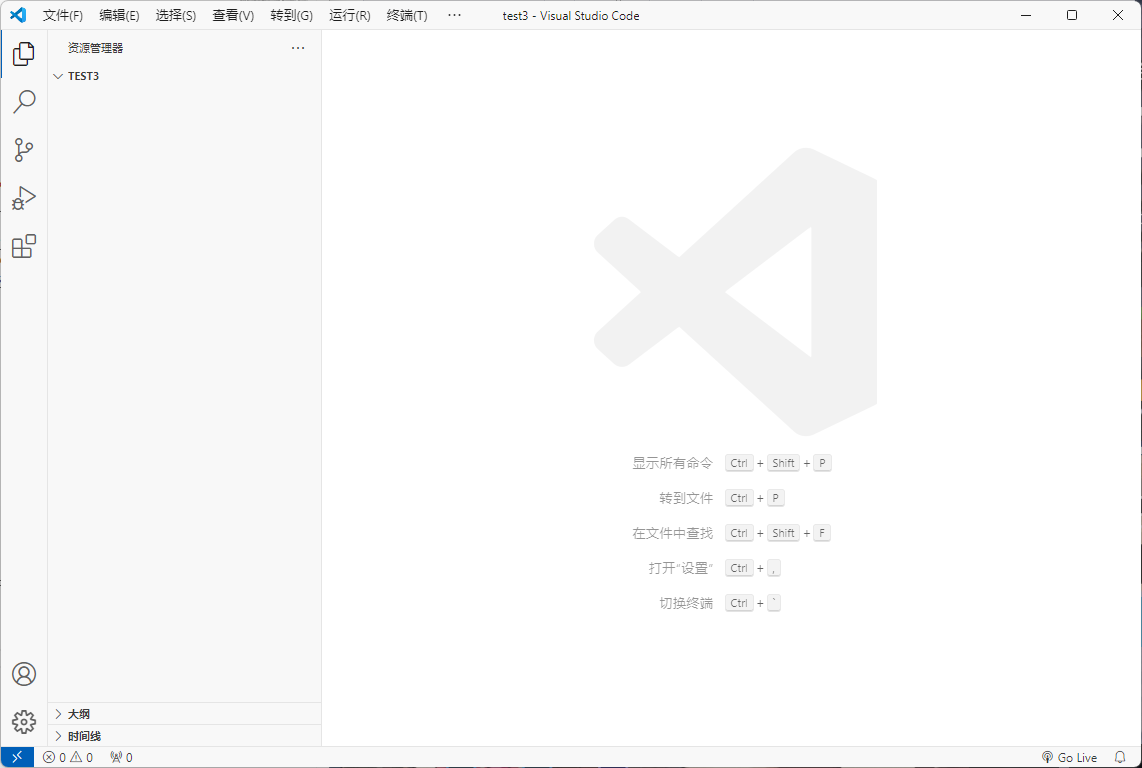 文件(F) 编辑(E) 选择(S) 查看(V) 转到(G) 运行(R) 终端(T) ··· test3 - Visual Studio Code
资源管理器 ···
TEST3
显示所有命令 Ctrl + Shift + P
转到文件 Ctrl + P
在文件中查找 Ctrl + Shift + F
打开“设置” Ctrl + ,
切换终端 Ctrl + `
大纲
时间线
0 0 0 Go Live